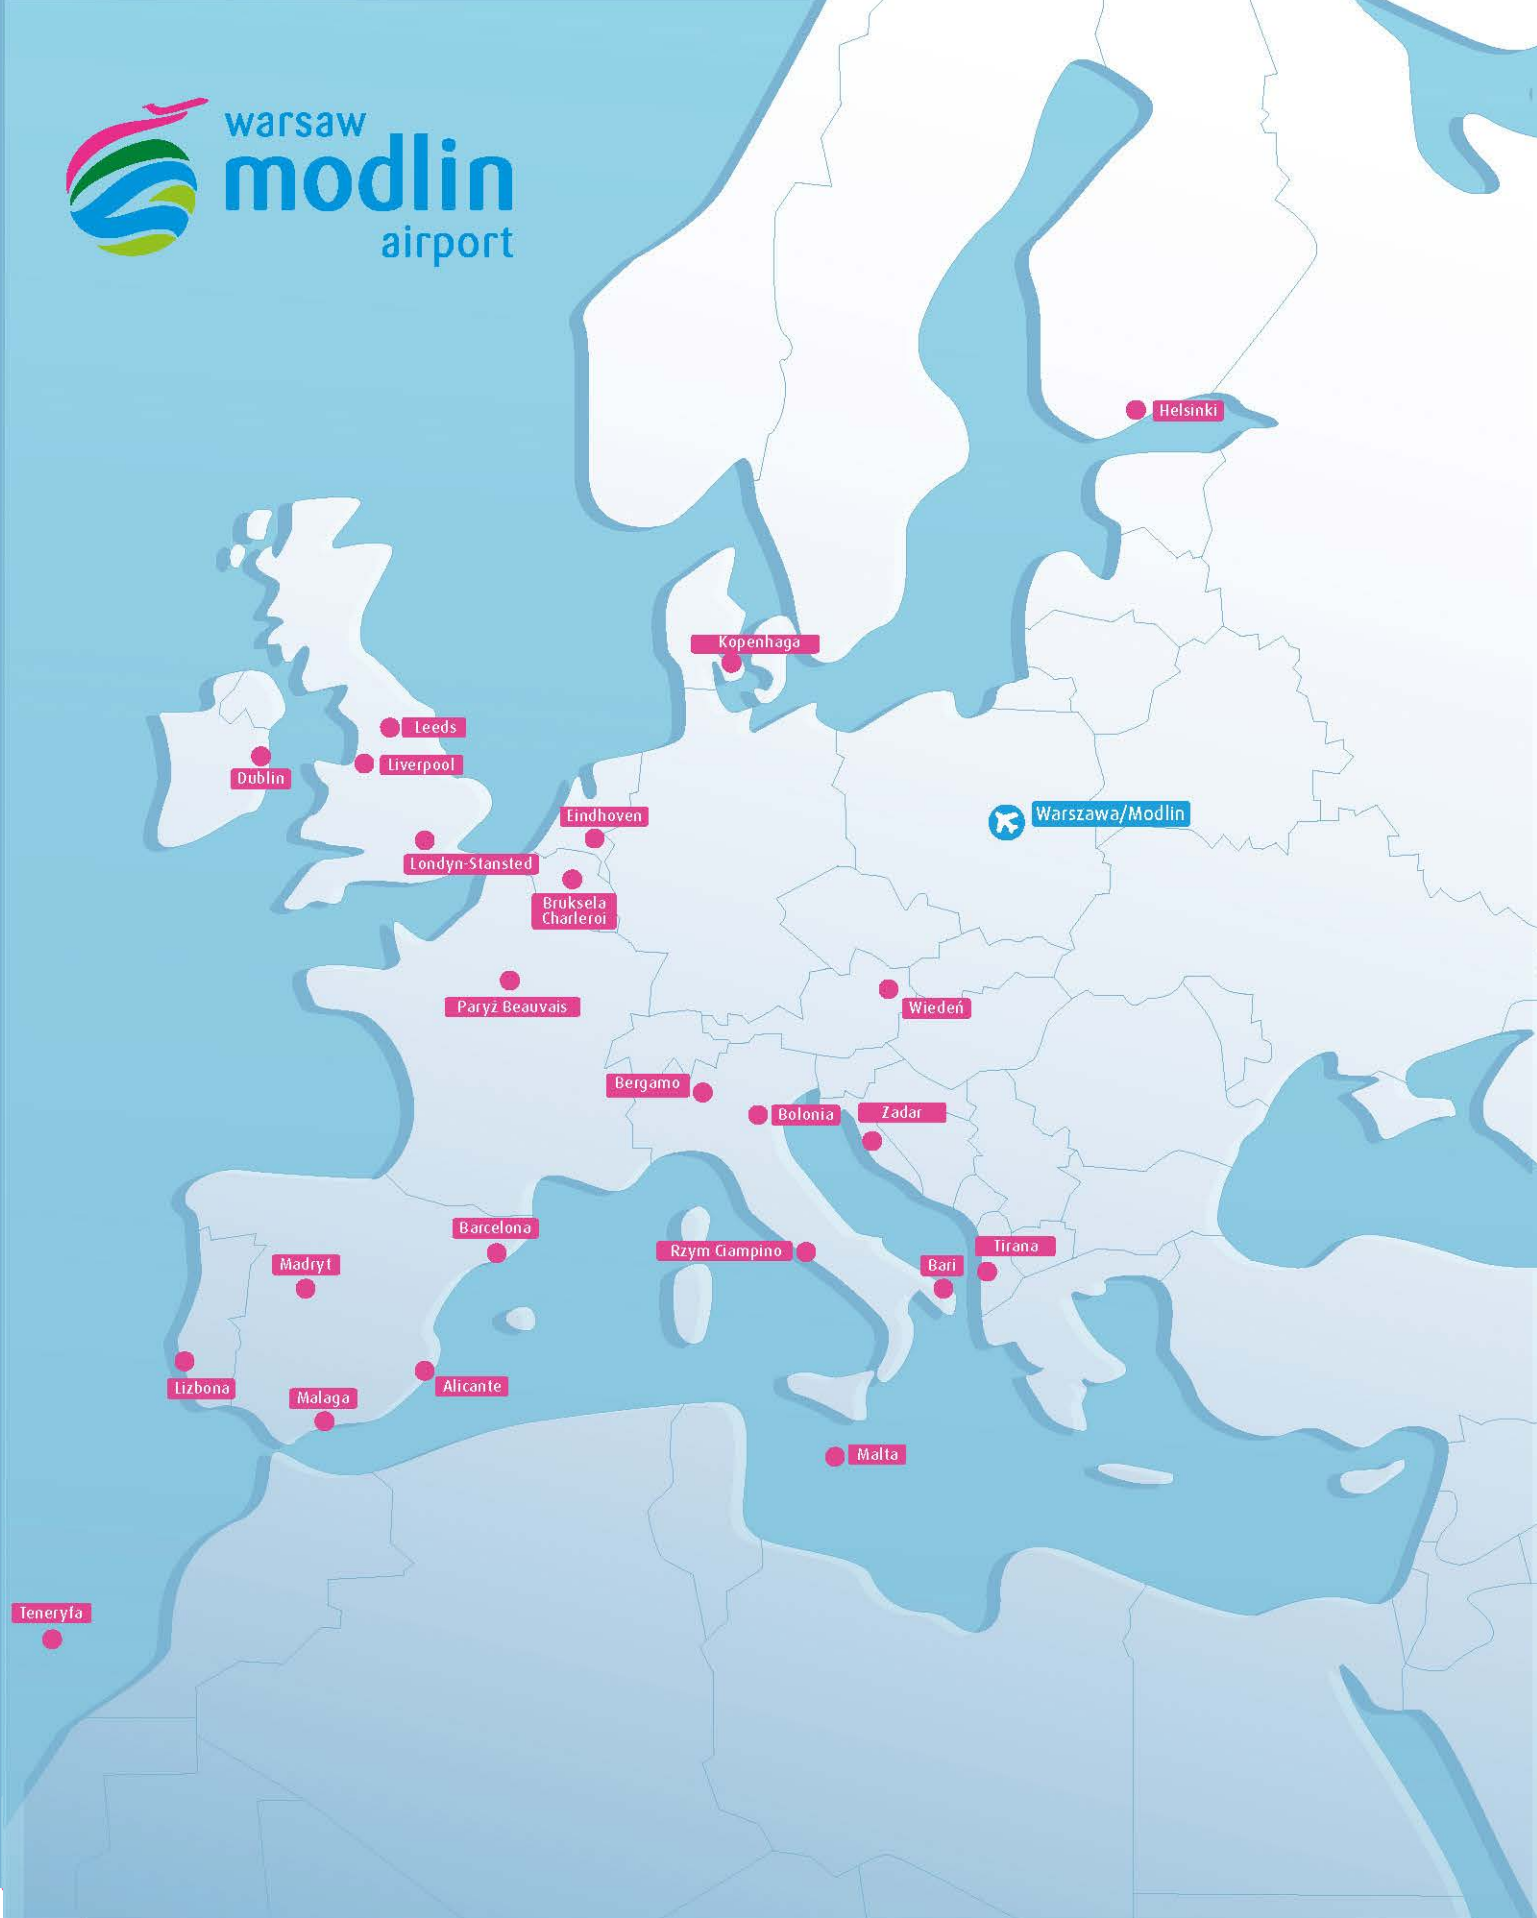 warsaw
modlin
airport
Helsinki
Kopenhaga
Leeds
Liverpool
Dublin
Eindhoven
Warszawa/Modlin
Londyn-Stansted
Bruksela
Charleroi
Paryż Beauvais
Wiedeń
Bergamo
Bolonia
Zadar
Barcelona
Rzym Ciampino
Tirana
Madryt
Bari
Lizbona
Alicante
Malaga
Malta
Teneryfa